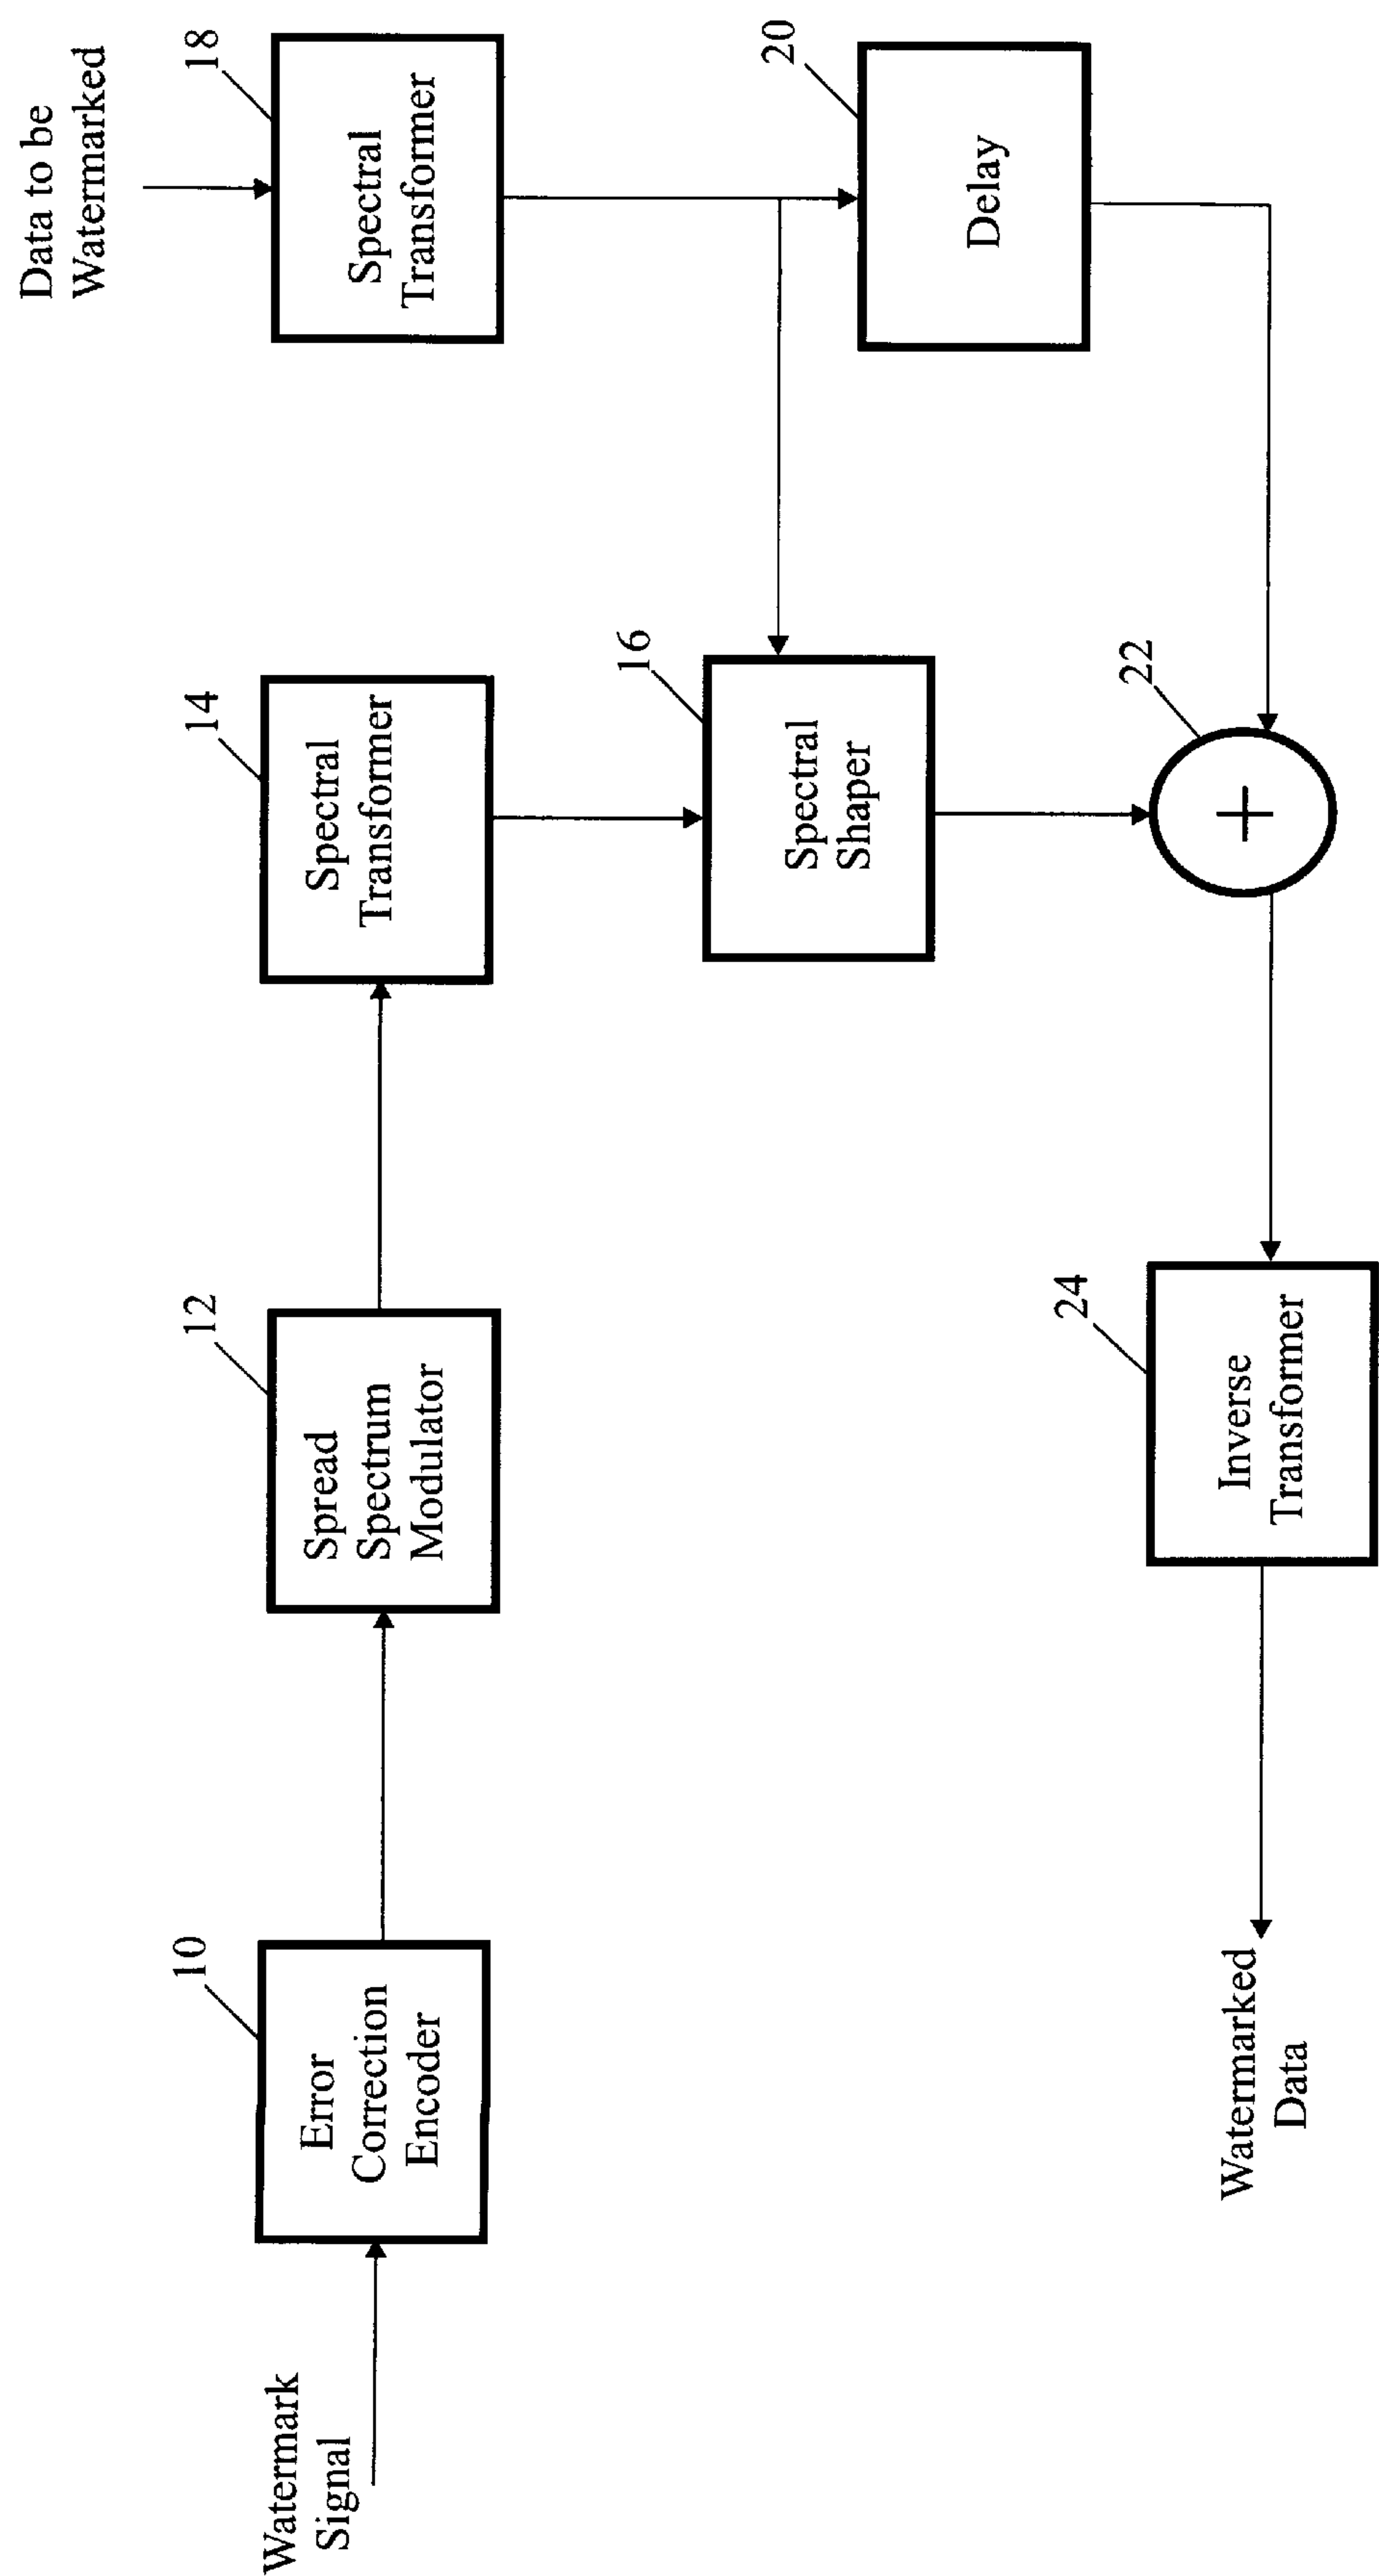 Watermark
Signal
10
Error
Correction
Encoder
12
Spread
Spectrum
Modulator
14
Spectral
Transformer
Data to be
Watermarked
18
Spectral
Transformer
16
Spectral
Shaper
20
Delay
22
+
24
Inverse
Transformer
Watermarked
Data